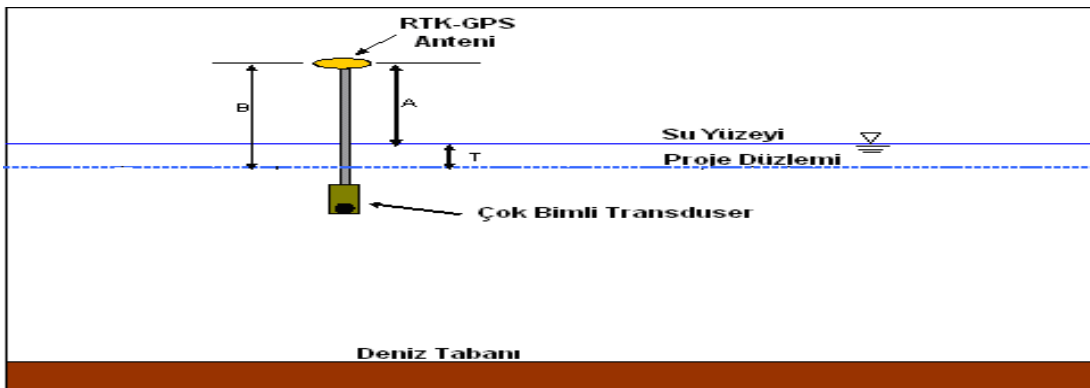 RTK-GPS
Anteni
B
A
Su Yüzeyi
T
Proje Düzlemi
Çok Bimli Transduser
Deniz Tabanı